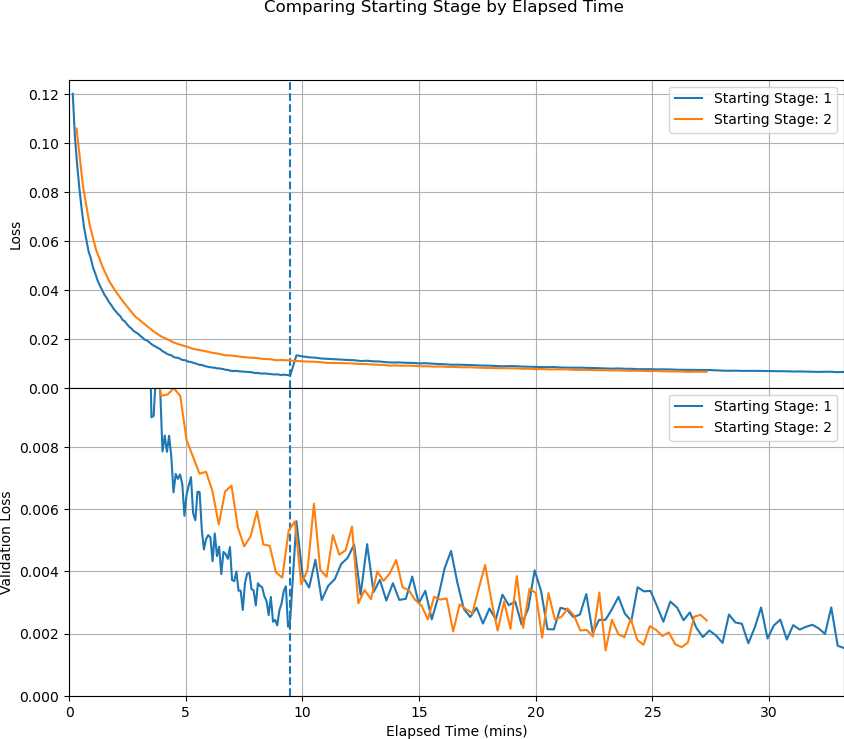 Comparing Starting Stage by Elapsed Time
Starting Stage: 1
Starting Stage: 2
0.12
0.10
0.08
0.06
0.04
0.02
0.00
Loss
Starting Stage: 1
Starting Stage: 2
0.008
0.006
0.004
0.002
0.000
Validation Loss
0 5 10 15 20 25 30
Elapsed Time (mins)